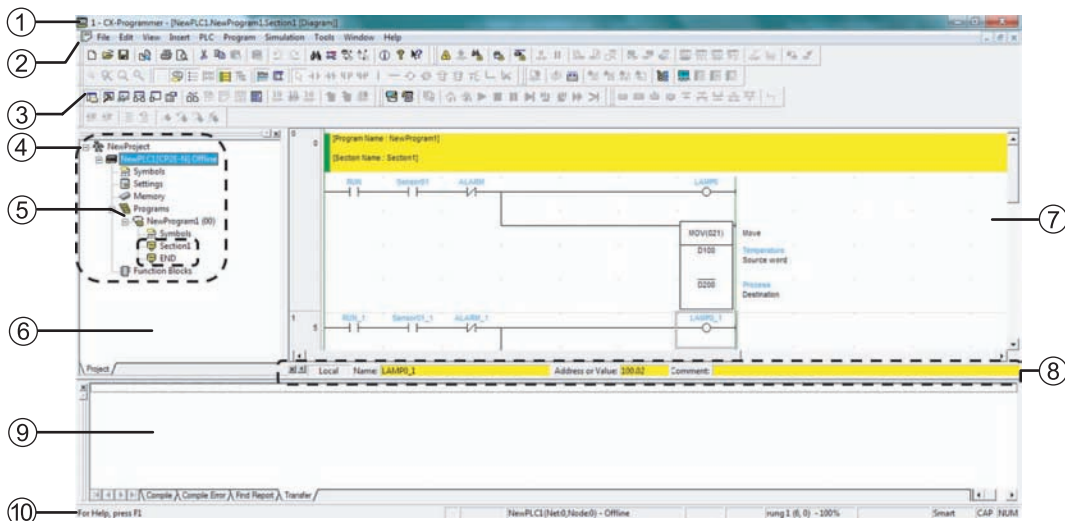 ① 1 - CX-Programmer - [NewPLC1.NewProgram1.Section1 [Diagram]]
② File Edit View Insert PLC Program Simulation Tools Window Help
③
④ NewProject
NewPLC1[CP2E-N] Offline
Symbols
Settings
Memory
⑤ Programs
NewProgram1 (00)
Symbols
Section1
END
Function Blocks
⑥
Project
0 0 [Program Name : NewProgram1]
[Section Name : Section1]
RUN Sensor01 ALARM LAMP0
⑦
MOV(021) Move
D100 Temperature
Source word
D200 Process
Destination
1 5 RUN_1 Sensor01_1 ALARM_1 LAMP0_1
Local Name: LAMP0_1 Address or Value: 100.02 Comment: ⑧
⑨
Compile Compile Error Find Report Transfer
⑩ For Help, press F1 NewPLC1(Net:0,Node:0) - Offline rung 1 (0, 0) - 100% Smart CAP NUM